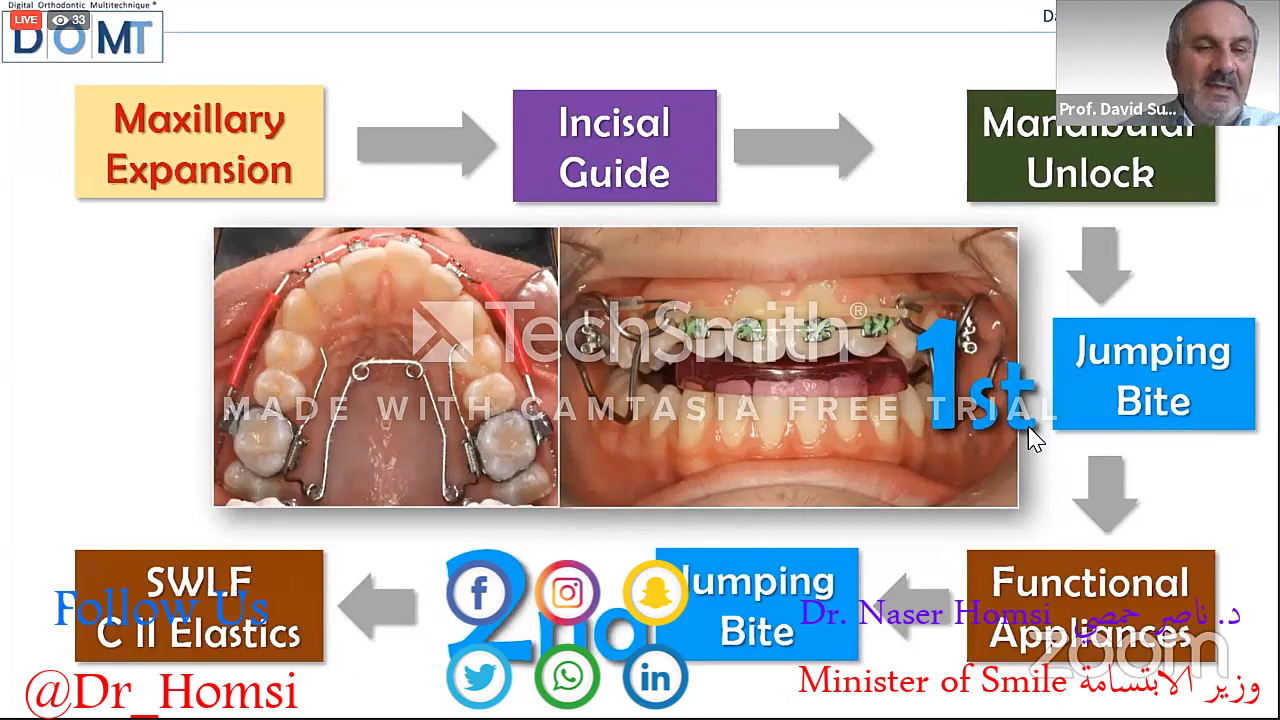 Digital Orthodontic Multitechnique ®
LIVE 33
DOMT
Prof. David Su...
Maxillary
Expansion
Incisal
Guide
Mandibular
Unlock
TechSmith®
MADE WITH CAMTASIA FREE TRIAL
1st
Jumping
Bite
SWLF
C II Elastics
2nd
Jumping
Bite
Functional
Appliances
Follow Us
@Dr_Homsi
Dr. Naser Homsi د. ناصر حمصي
zoom
Minister of Smile وزير الابتسامة